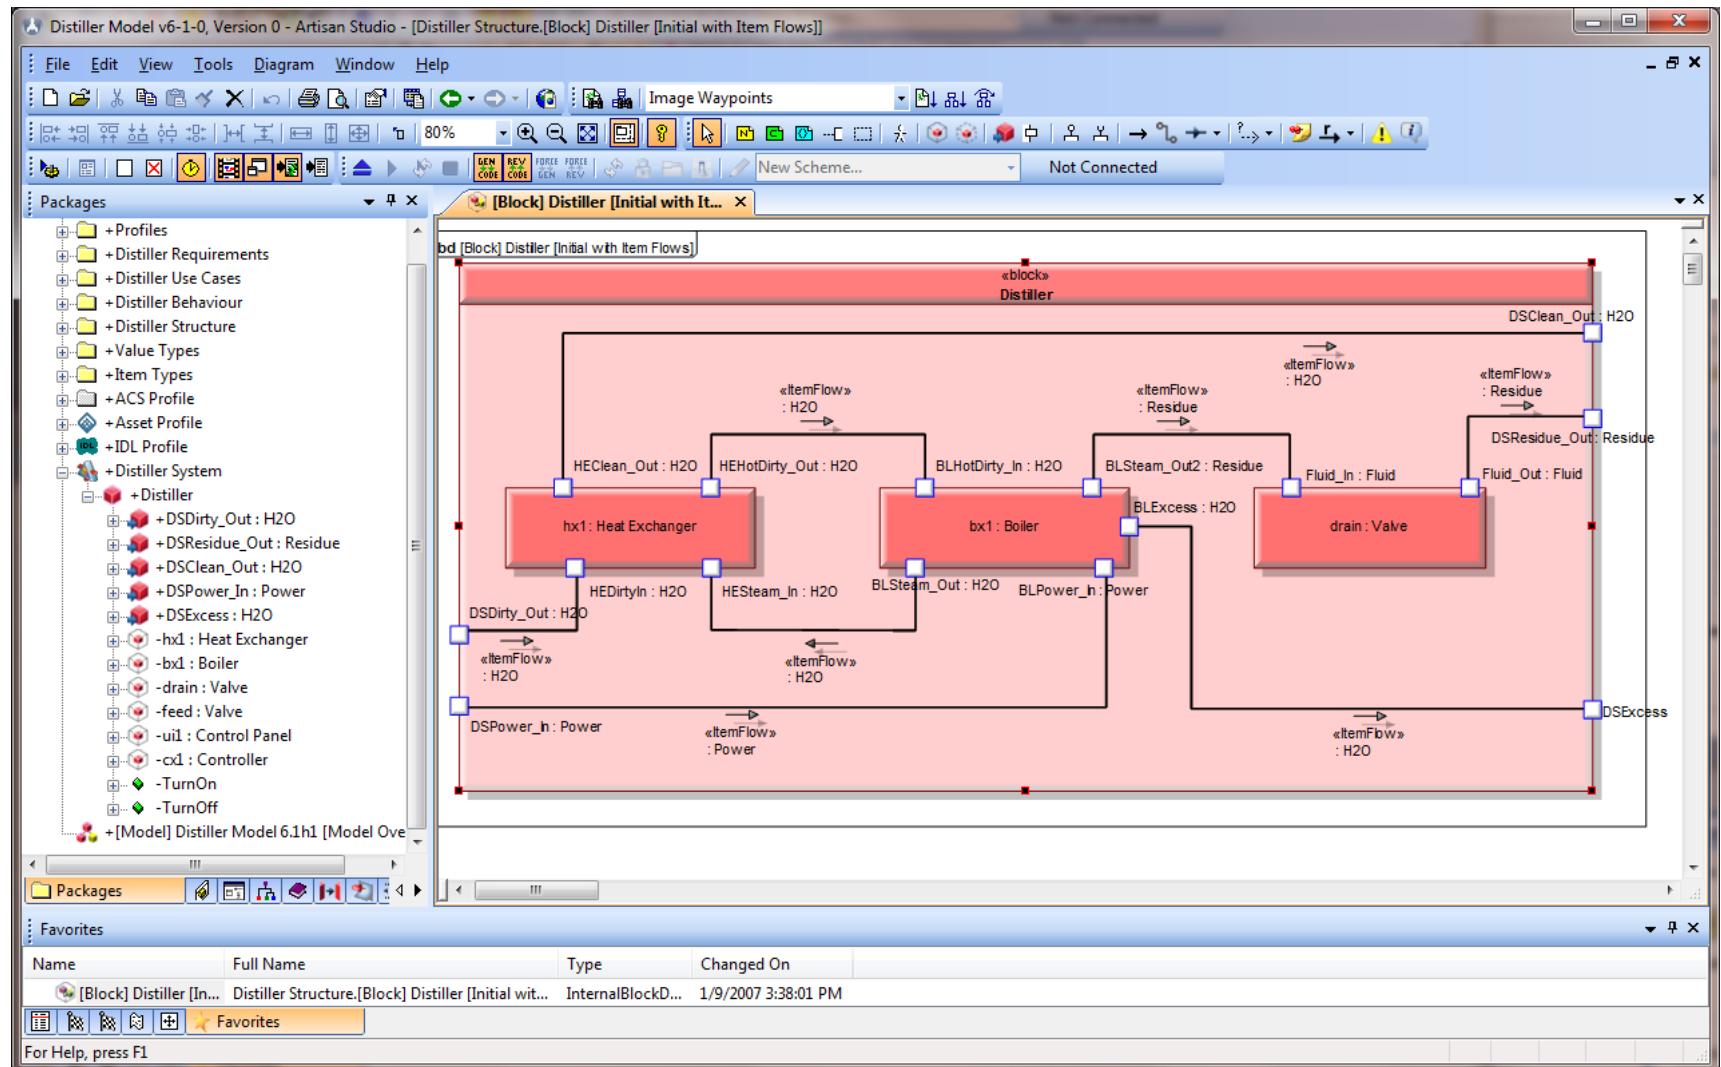 Distiller Model v6-1-0, Version 0 - Artisan Studio - [Distiller Structure.[Block] Distiller [Initial with Item Flows]]
File Edit View Tools Diagram Window Help
Image Waypoints
80%
GEN CODE REV CODE FORCE GEN FORCE REV New Scheme... Not Connected
Packages
+Profiles
+Distiller Requirements
+Distiller Use Cases
+Distiller Behaviour
+Distiller Structure
+Value Types
+Item Types
+ACS Profile
+Asset Profile
IDL +IDL Profile
+Distiller System
+Distiller
+DSDirty_Out : H2O
+DSResidue_Out : Residue
+DSClean_Out : H2O
+DSPower_In : Power
+DSExcess : H2O
-hx1 : Heat Exchanger
-bx1 : Boiler
-drain : Valve
-feed : Valve
-ui1 : Control Panel
-cx1 : Controller
-TurnOn
-TurnOff
+[Model] Distiller Model 6.1h1 [Model Ove
Packages
[Block] Distiller [Initial with It...
bd [Block] Distiller [Initial with Item Flows]
«block»
Distiller
DSClean_Out : H2O
«ItemFlow»
: H2O
«ItemFlow»
: H2O
«ItemFlow»
: Residue
«ItemFlow»
: Residue
DSResidue_Out : Residue
HEClean_Out : H2O
HEHotDirty_Out : H2O
BLHotDirty_In : H2O
BLSteam_Out2 : Residue
Fluid_In : Fluid
Fluid_Out : Fluid
BLExcess : H2O
hx1 : Heat Exchanger
bx1 : Boiler
drain : Valve
HEDirtyIn : H2O
HESteam_In : H2O
BLSteam_Out : H2O
BLPower_In : Power
DSDirty_Out : H2O
«ItemFlow»
: H2O
«ItemFlow»
: H2O
DSPower_In : Power
«ItemFlow»
: Power
DSExcess
«ItemFlow»
: H2O
Favorites
Name Full Name Type Changed On
[Block] Distiller [In... Distiller Structure.[Block] Distiller [Initial wit... InternalBlockD... 1/9/2007 3:38:01 PM
Favorites
For Help, press F1